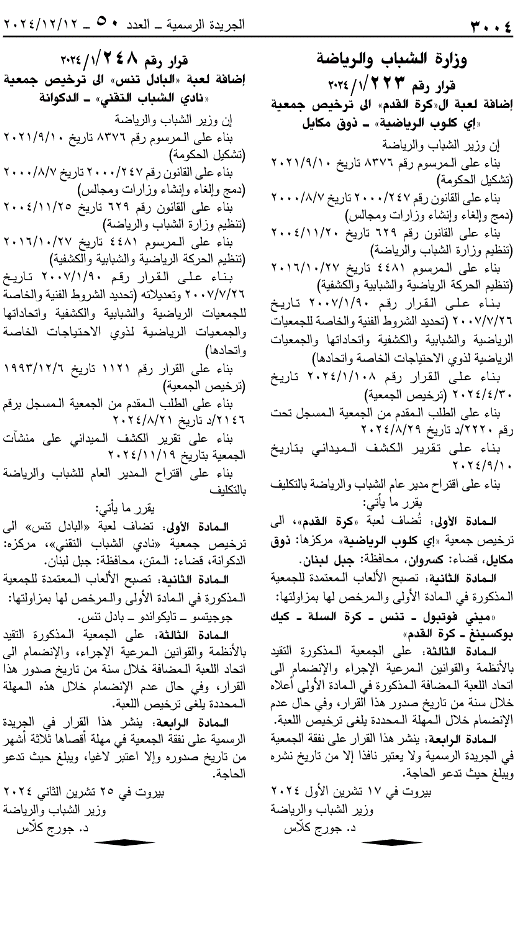 ٣٠٠٤
الجريدة الرسمية ــ العدد ٥٠ ــ ٢٠٢٤/١٢/١٢
وزارة الشباب والرياضة
قرار رقم ٢٢٣/٢٠٢٤/١
إضافة لعبة ال«كرة القدم» الى ترخيص جمعية
«إي كلوب الرياضية» ــ ذوق مكايل
إن وزير الشباب والرياضة
بناء على المرسوم رقم ٨٣٧٦ تاريخ ٢٠٢١/٩/١٠
(تشكيل الحكومة)
بناء على القانون رقم ٢٠٠٠/٢٤٧ تاريخ ٢٠٠٠/٨/٧
(دمج وإلغاء وإنشاء وزارات ومجالس)
بناء على القانون رقم ٦٢٩ تاريخ ٢٠٠٤/١١/٢٠
(تنظيم وزارة الشباب والرياضة)
بناء على المرسوم ٤٤٨١ تاريخ ٢٠١٦/١٠/٢٧
(تنظيم الحركة الرياضية والشبابية والكشفية)
بناء على القرار رقم ٢٠٠٧/١/٩٠ تاريخ
٢٠٠٧/٧/٢٦ (تحديد الشروط الفنية والخاصة للجمعيات
الرياضية والشبابية والكشفية واتحاداتها والجمعيات
الرياضية لذوي الاحتياجات الخاصة واتحادها)
بناء على القرار رقم ٢٠٢٤/١/١٠٨ تاريخ
٢٠٢٤/٤/٣٠ (ترخيص الجمعية)
بناء على الطلب المقدم من الجمعية المسجل تحت
رقم ٢٢٢٠/د تاريخ ٢٠٢٤/٨/٢٩
بناء على تقرير الكشف الميداني بتاريخ
٢٠٢٤/٩/١٠
بناء على اقتراح مدير عام الشباب والرياضة بالتكليف
يقرر ما يأتي:
المادة الأولى: تُضاف لعبة «كرة القدم»، الى
ترخيص جمعية «إي كلوب الرياضية» مركزها: ذوق
مكايل، قضاء: كسروان، محافظة: جبل لبنان.
المادة الثانية: تصبح الألعاب المعتمدة للجمعية
المذكورة في المادة الأولى والمرخص لها بمزاولتها:
«ميني فوتبول ــ تنس ــ كرة السلة ــ كيك
بوكسينغ ــ كرة القدم»
المادة الثالثة: على الجمعية المذكورة التقيد
بالأنظمة والقوانين المرعية الإجراء والإنضمام الى
اتحاد اللعبة المضافة المذكورة في المادة الأولى أعلاه
خلال سنة من تاريخ صدور هذا القرار، وفي حال عدم
الإنضمام خلال المهلة المحددة يلغى ترخيص اللعبة.
المادة الرابعة: ينشر هذا القرار على نفقة الجمعية
في الجريدة الرسمية ولا يعتبر نافذًا إلا من تاريخ نشره
ويبلغ حيث تدعو الحاجة.
بيروت في ١٧ تشرين الأول ٢٠٢٤
وزير الشباب والرياضة
د. جورج كلّاس
قرار رقم ٢٤٨/٢٠٢٤/١
إضافة لعبة «البادل تنس» الى ترخيص جمعية
«نادي الشباب التقني» ــ الدكوانة
إن وزير الشباب والرياضة
بناء على المرسوم رقم ٨٣٧٦ تاريخ ٢٠٢١/٩/١٠
(تشكيل الحكومة)
بناء على القانون رقم ٢٠٠٠/٢٤٧ تاريخ ٢٠٠٠/٨/٧
(دمج وإلغاء وإنشاء وزارات ومجالس)
بناء على القانون رقم ٦٢٩ تاريخ ٢٠٠٤/١١/٢٥
(تنظيم وزارة الشباب والرياضة)
بناء على المرسوم ٤٤٨١ تاريخ ٢٠١٦/١٠/٢٧
(تنظيم الحركة الرياضية والشبابية والكشفية)
بناء على القرار رقم ٢٠٠٧/١/٩٠ تاريخ
٢٠٠٧/٧/٢٦ وتعديلاته (تحديد الشروط الفنية والخاصة
للجمعيات الرياضية والشبابية والكشفية واتحاداتها
والجمعيات الرياضية لذوي الاحتياجات الخاصة
واتحادها)
بناء على القرار رقم ١١٢١ تاريخ ١٩٩٣/١٢/٦
(ترخيص الجمعية)
بناء على الطلب المقدم من الجمعية المسجل برقم
٢١٤٦/د تاريخ ٢٠٢٤/٨/٢١
بناء على تقرير الكشف الميداني على منشآت
الجمعية بتاريخ ٢٠٢٤/١١/١٩
بناء على اقتراح المدير العام للشباب والرياضة
بالتكليف
يقرر ما يأتي:
المادة الأولى: تضاف لعبة «البادل تنس» الى
ترخيص جمعية «نادي الشباب التقني»، مركزه:
الدكوانة، قضاء: المتن، محافظة: جبل لبنان.
المادة الثانية: تصبح الألعاب المعتمدة للجمعية
المذكورة في المادة الأولى والمرخص لها بمزاولتها:
جوجيتسو ــ تايكواندو ــ بادل تنس.
المادة الثالثة: على الجمعية المذكورة التقيد
بالأنظمة والقوانين المرعية الإجراء، والإنضمام الى
اتحاد اللعبة المضافة خلال سنة من تاريخ صدور هذا
القرار، وفي حال عدم الإنضمام خلال هذه المهلة
المحددة يلغى ترخيص اللعبة.
المادة الرابعة: ينشر هذا القرار في الجريدة
الرسمية على نفقة الجمعية في مهلة أقصاها ثلاثة أشهر
من تاريخ صدوره وإلا اعتبر لاغيا، ويبلغ حيث تدعو
الحاجة.
بيروت في ٢٥ تشرين الثاني ٢٠٢٤
وزير الشباب والرياضة
د. جورج كلّاس